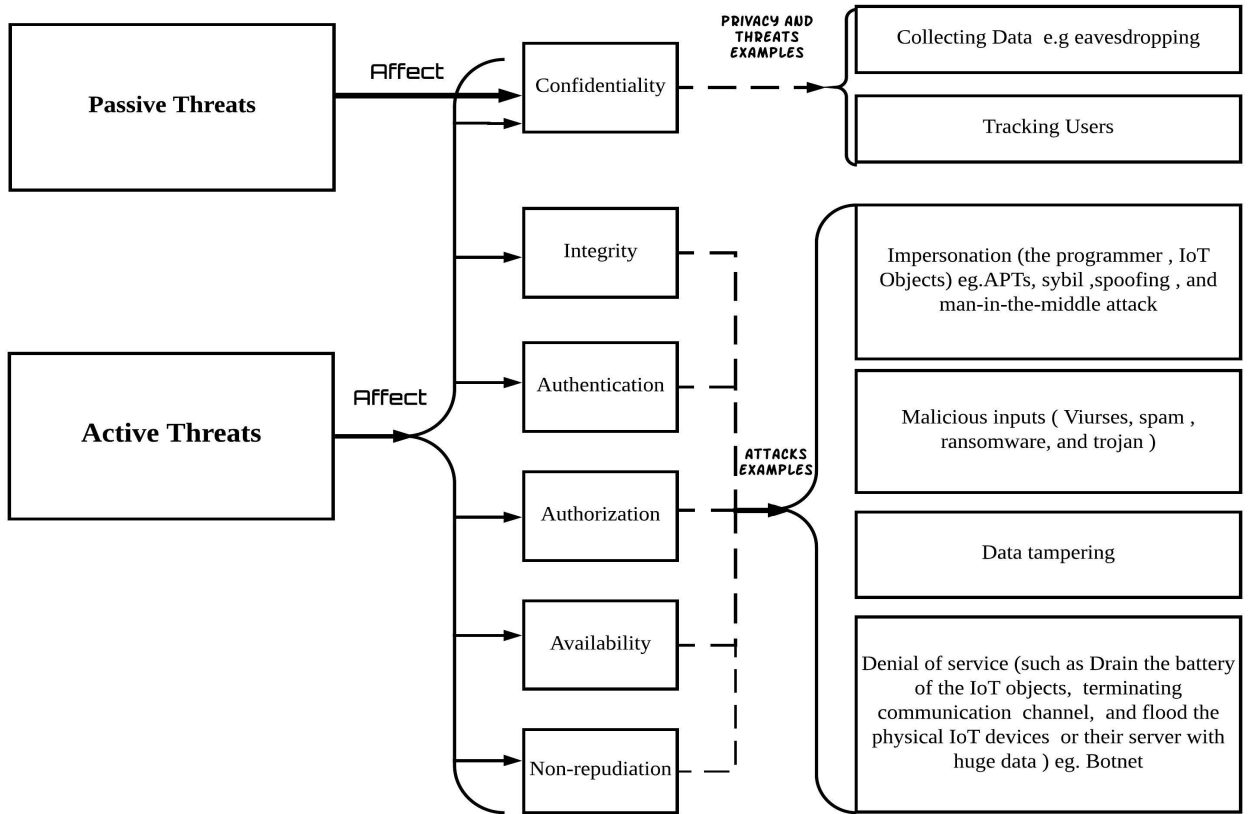 Passive Threats
Affect
Confidentiality
PRIVACY AND
THREATS
EXAMPLES
Collecting Data e.g eavesdropping
Tracking Users
Active Threats
Affect
Integrity
Authentication
Authorization
Availability
Non-repudiation
ATTACKS
EXAMPLES
Impersonation (the programmer , IoT
Objects) eg.APTs, sybil ,spoofing , and
man-in-the-middle attack
Malicious inputs ( Viurses, spam ,
ransomware, and trojan )
Data tampering
Denial of service (such as Drain the battery
of the IoT objects, terminating
communication channel, and flood the
physical IoT devices or their server with
huge data ) eg. Botnet